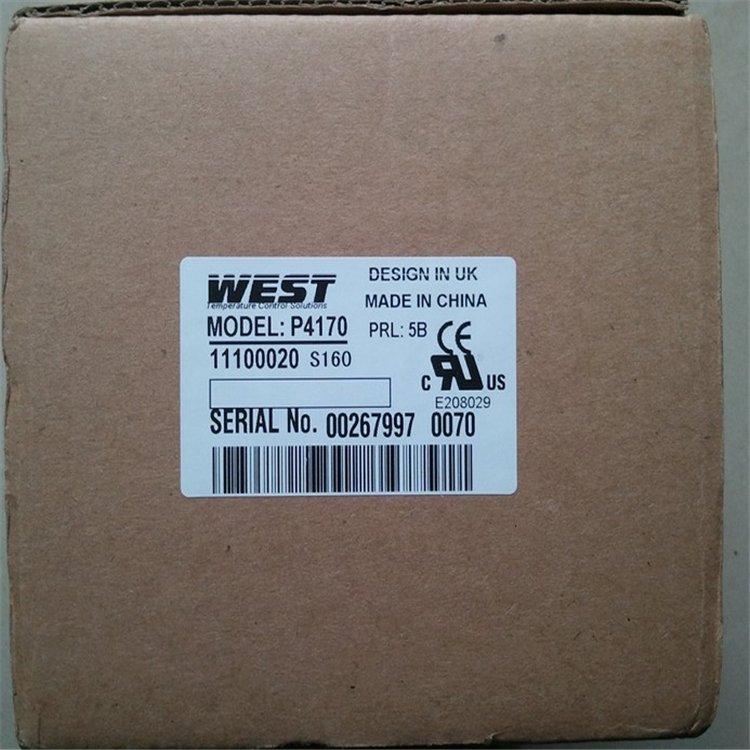 WEST
Temperature Control Solutions
DESIGN IN UK
MADE IN CHINA
MODEL: P4170
PRL: 5B
11100020 S160
CE
C RU US
E208029
SERIAL No. 00267997 0070